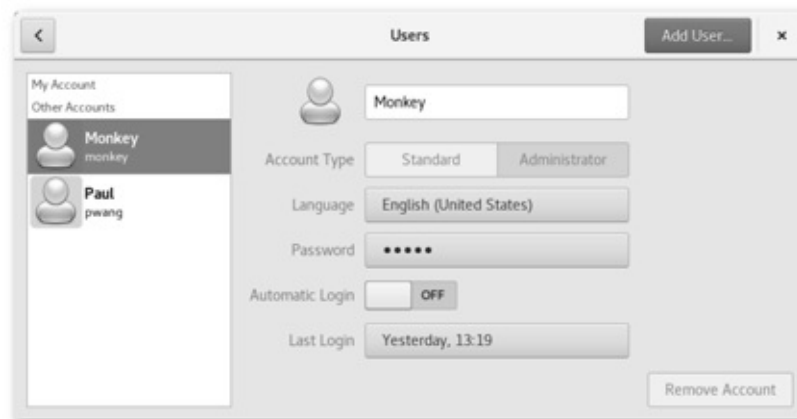 Users
Add User...
My Account
Other Accounts
Monkey
monkey
Paul
pwang
Monkey
Account Type
Standard
Administrator
Language
English (United States)
Password
•••••
Automatic Login
OFF
Last Login
Yesterday, 13:19
Remove Account